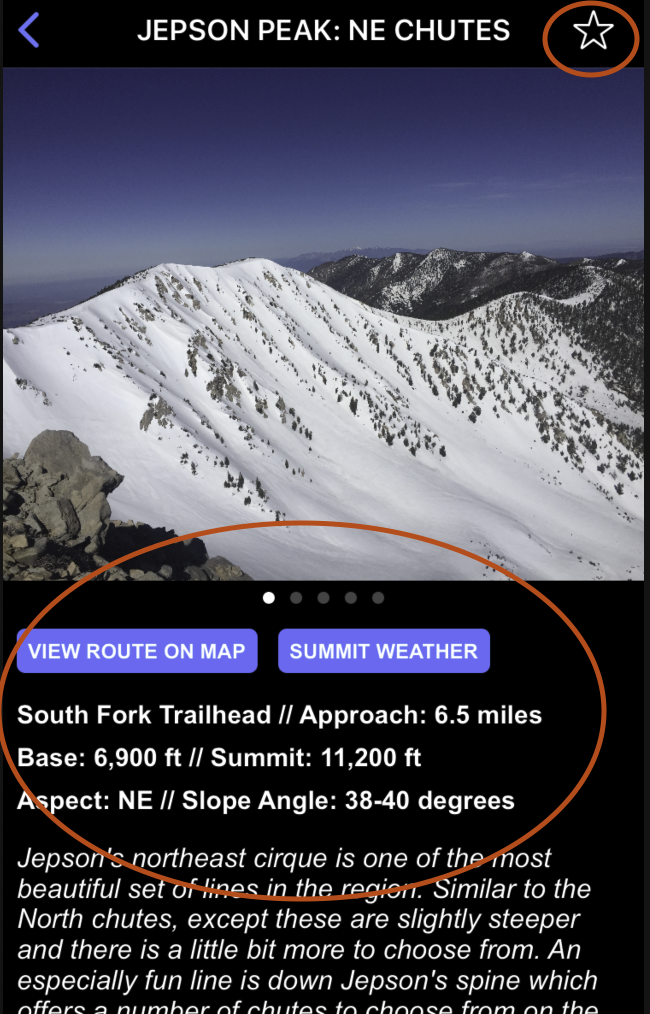 JEPSON PEAK: NE CHUTES
VIEW ROUTE ON MAP
SUMMIT WEATHER
South Fork Trailhead // Approach: 6.5 miles
Base: 6,900 ft // Summit: 11,200 ft
Aspect: NE // Slope Angle: 38-40 degrees
Jepson's northeast cirque is one of the most
beautiful set of lines in the region. Similar to the
North chutes, except these are slightly steeper
and there is a little bit more to choose from. An
especially fun line is down Jepson's spine which
offers a number of chutes to choose from on the